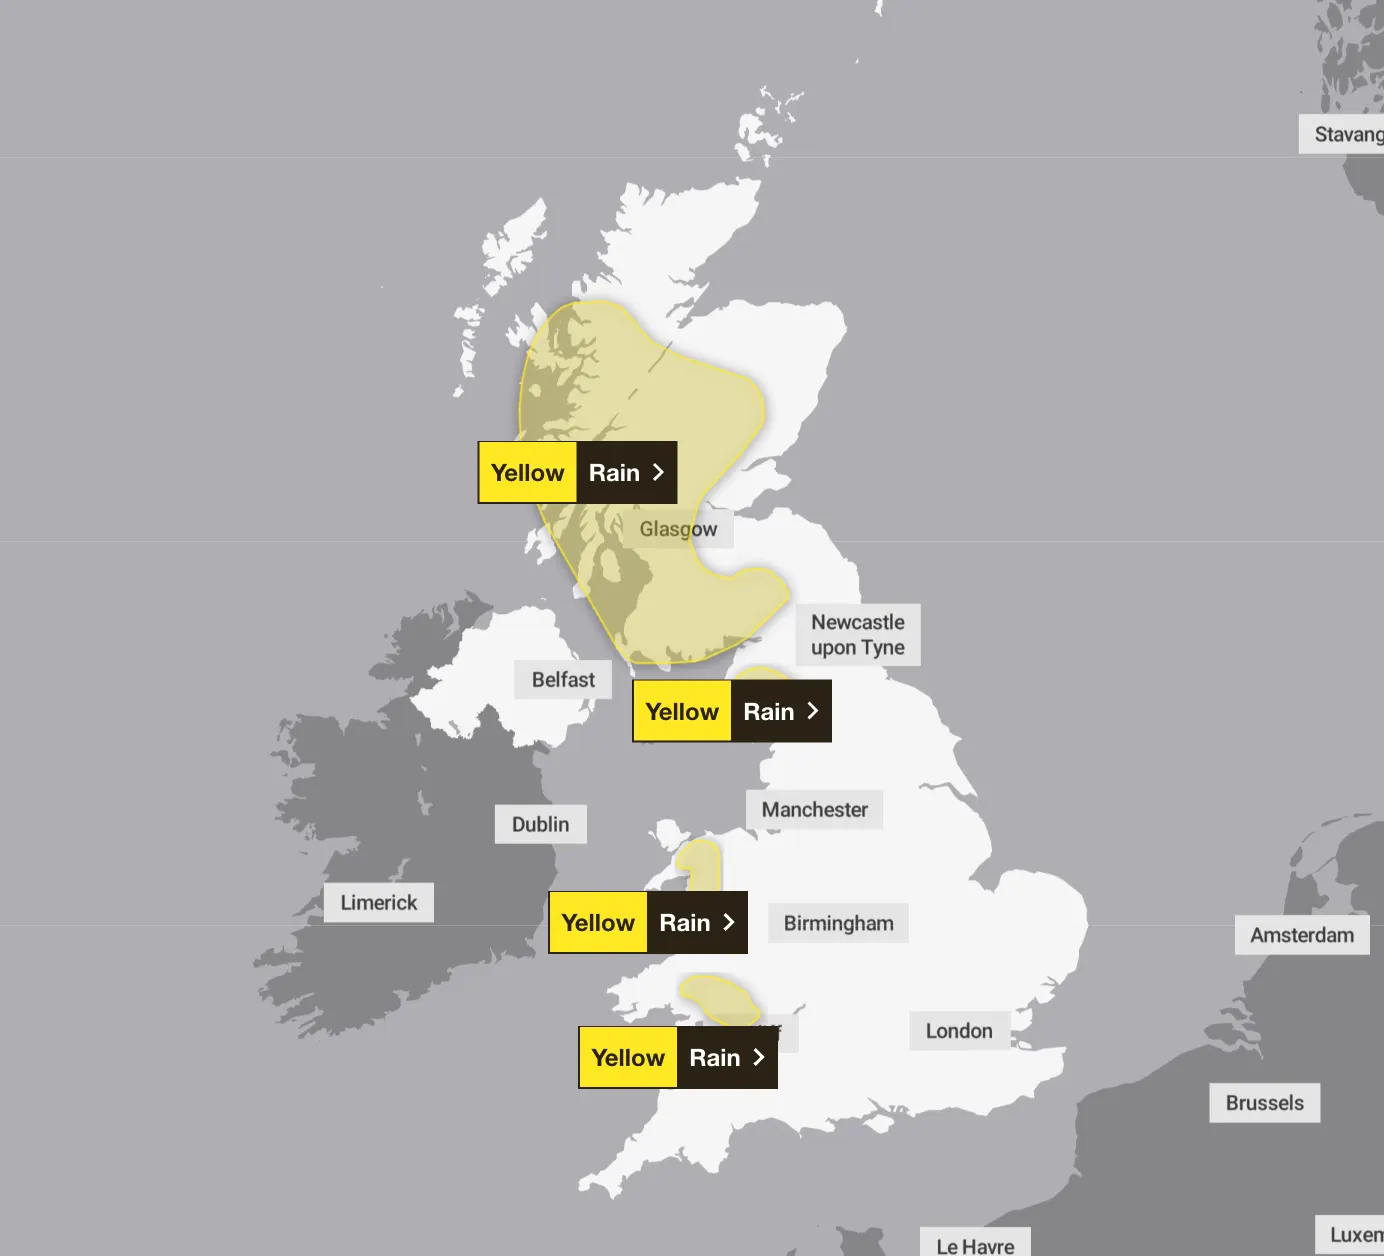 Stavang
Yellow Rain
Glasgow
Newcastle
upon Tyne
Belfast
Yellow Rain
Manchester
Dublin
Limerick
Yellow Rain
Birmingham
Amsterdam
London
Yellow Rain
Brussels
Luxem
Le Havre